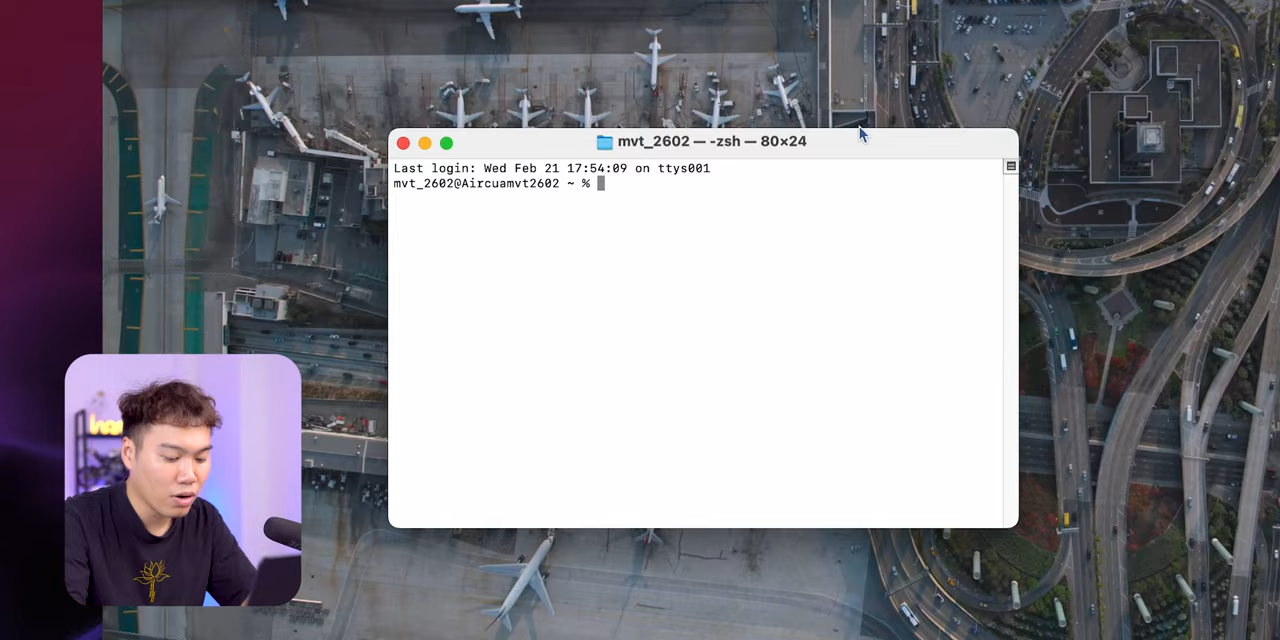 mvt_2602 — -zsh — 80×24
Last login: Wed Feb 21 17:54:09 on ttys001
mvt_2602@Aircuamvt2602 ~ %